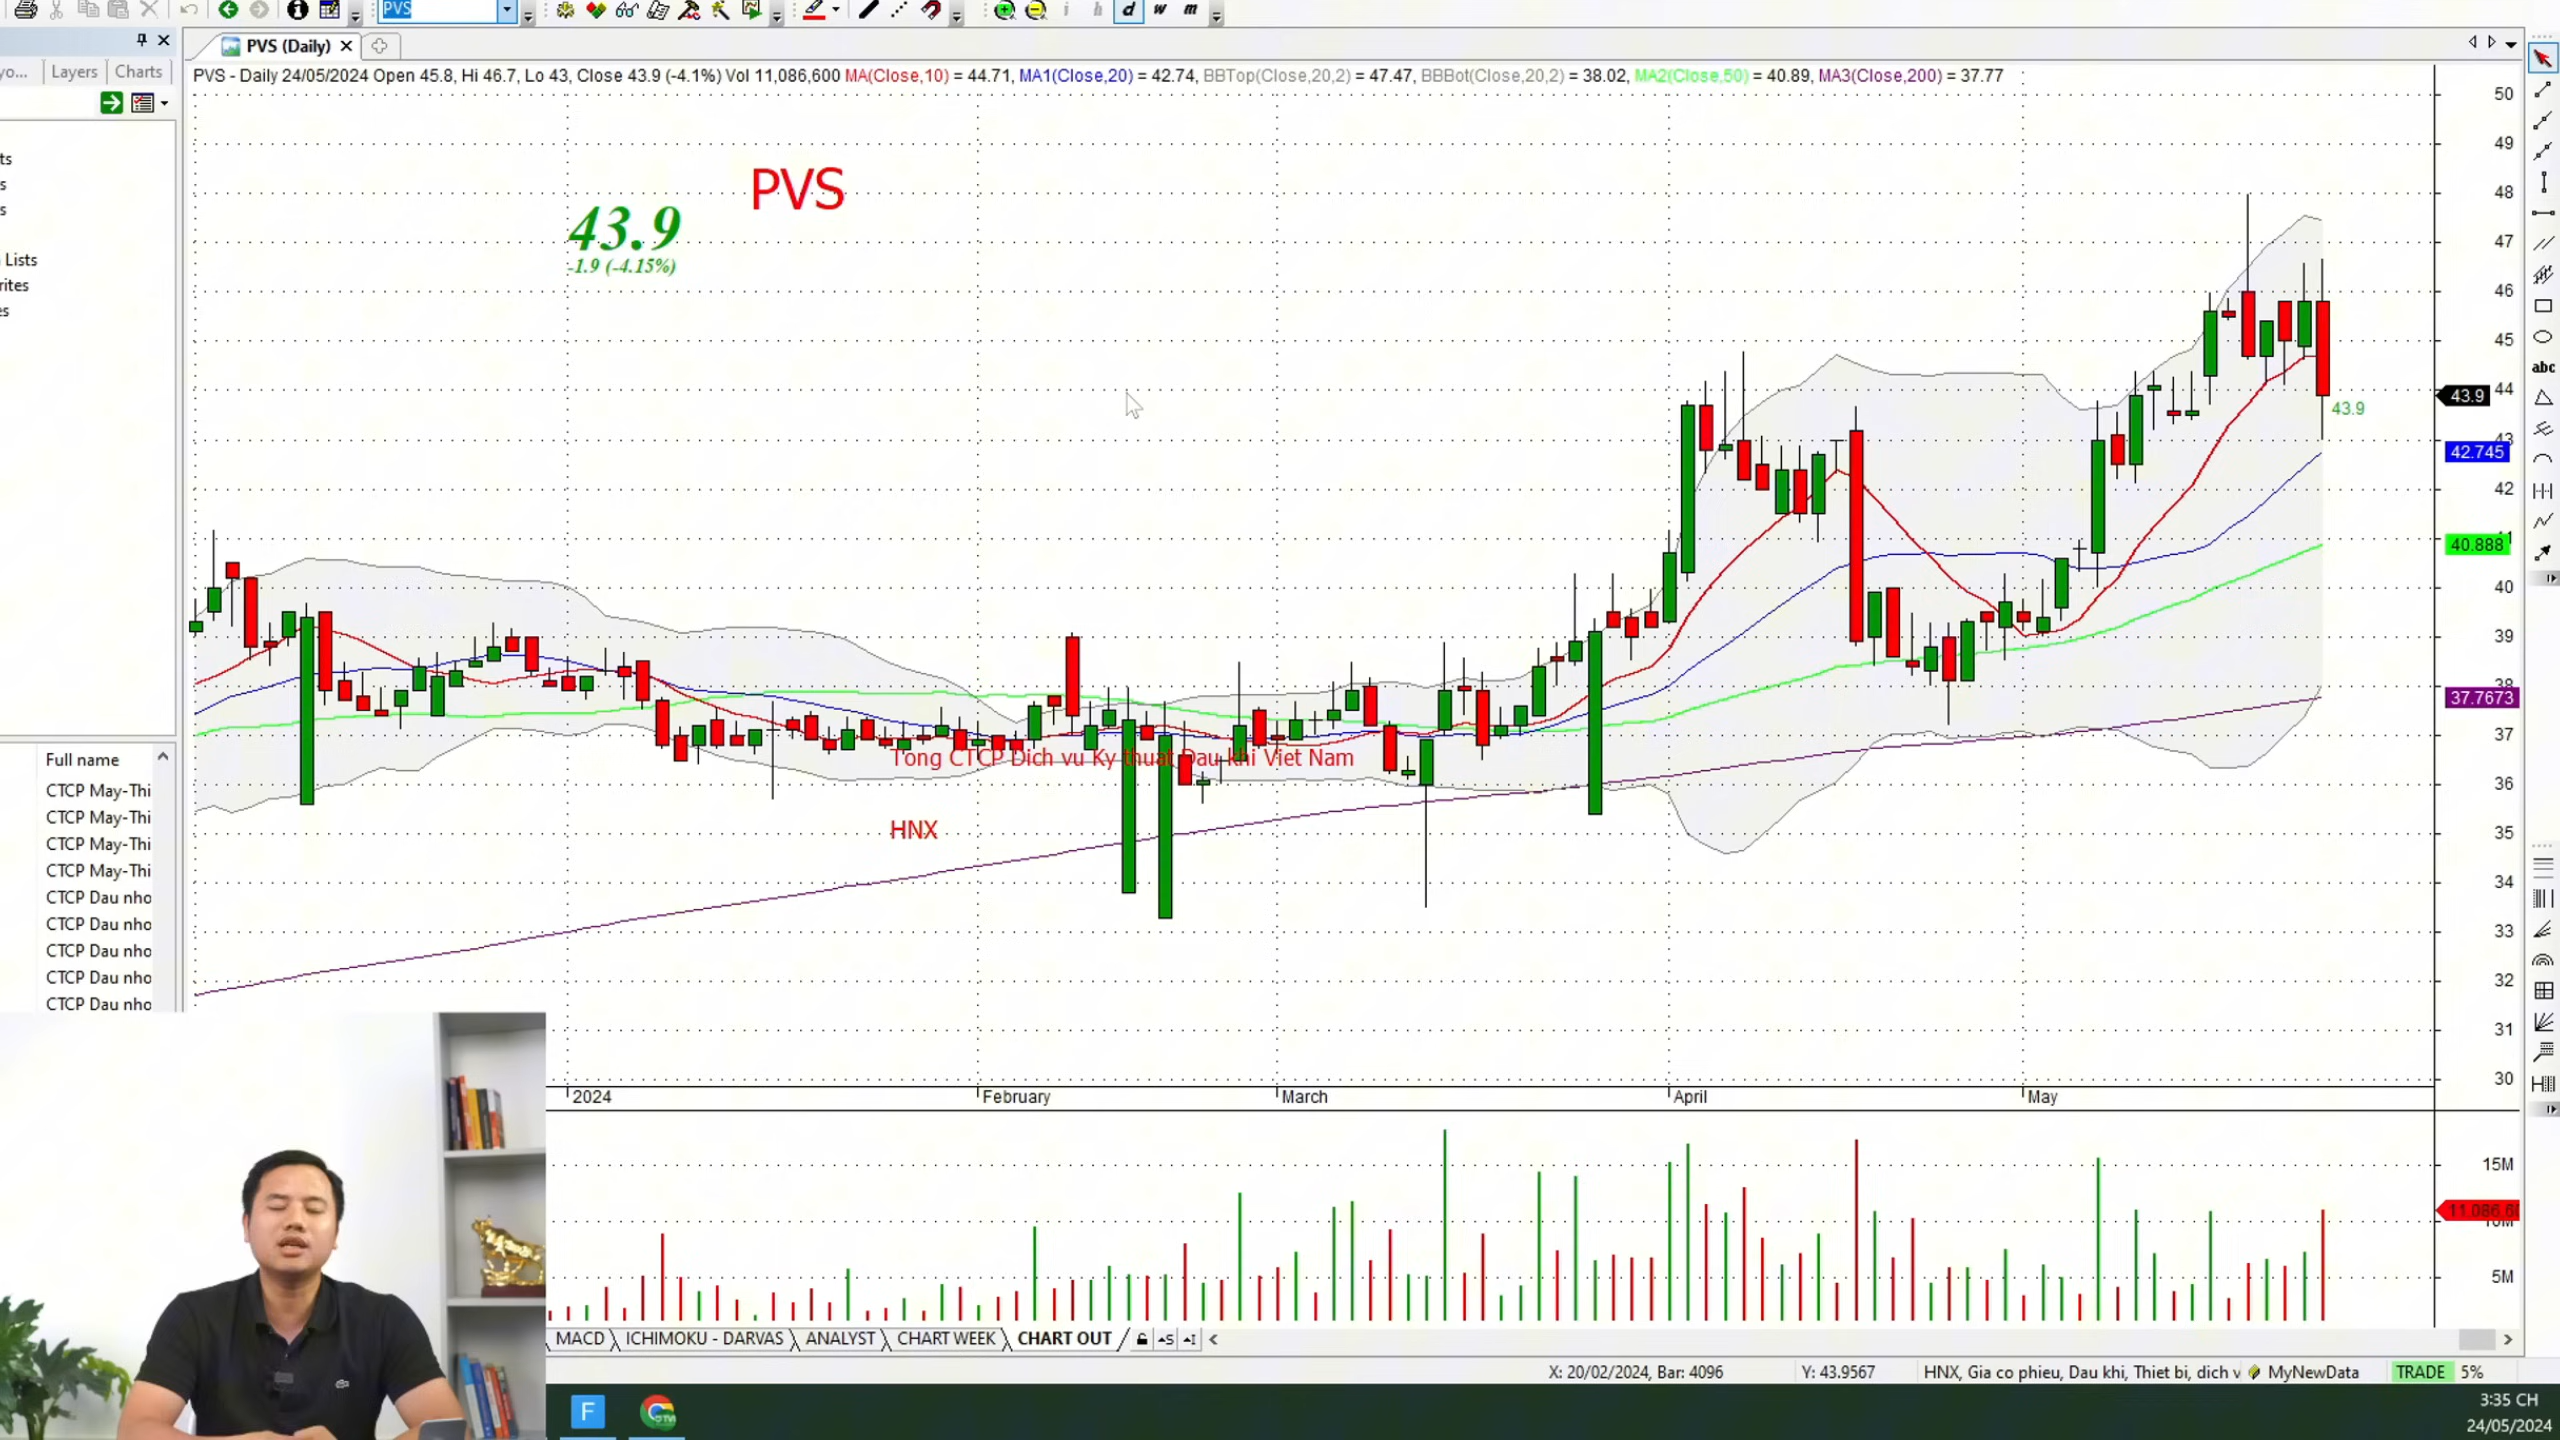 PVS
d w m
PVS (Daily)
Layers Charts
PVS - Daily 24/05/2024 Open 45.8, Hi 46.7, Lo 43, Close 43.9 (-4.1%) Vol 11,086,600 MA(Close,10) = 44.71, MA1(Close,20) = 42.74, BBTop(Close,20,2) = 47.47, BBBot(Close,20,2) = 38.02, MA2(Close,50) = 40.89, MA3(Close,200) = 37.77
PVS
43.9
-1.9 (-4.15%)
50
49
48
47
46
45
44
43.9
43.9
43
42.745
42
abc
40.888
40
39
37.7673
37
36
35
34
33
32
31
30
Lists
Full name
CTCP May-Thi
CTCP May-Thi
CTCP May-Thi
CTCP May-Thi
CTCP Dau nho
CTCP Dau nho
CTCP Dau nho
CTCP Dau nho
CTCP Dau nho
Tong CTCP Dich vu Ky thuat Dau khi Viet Nam
HNX
2024 February March April May
15M
5M
MACD ICHIMOKU - DARVAS ANALYST CHART WEEK CHART OUT
X: 20/02/2024, Bar: 4096 Y: 43.9567 HNX, Gia co phieu, Dau khi, Thiet bi, dich v MyNewData TRADE 5%
F
3:35 CH
24/05/2024